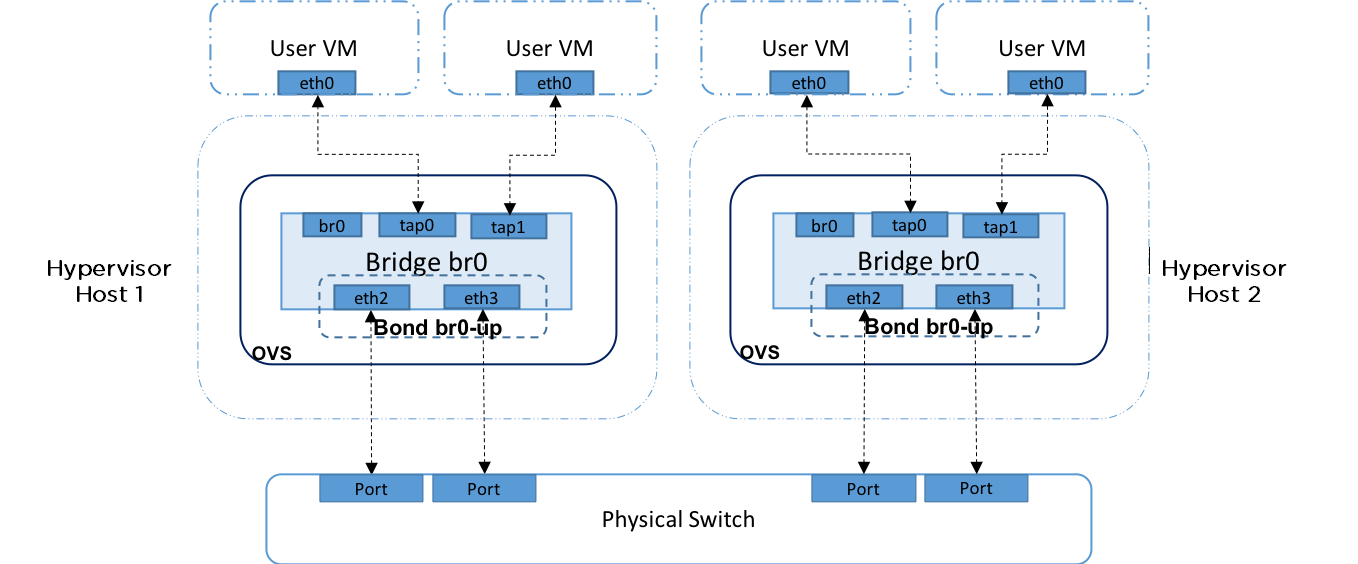 User VM
User VM
User VM
User VM
eth0
eth0
eth0
eth0
br0
tap0
tap1
br0
tap0
tap1
Bridge br0
Bridge br0
Hypervisor
Host 1
Hypervisor
Host 2
eth2
eth3
eth2
eth3
Bond br0-up
Bond br0-up
OVS
OVS
Port
Port
Port
Port
Physical Switch